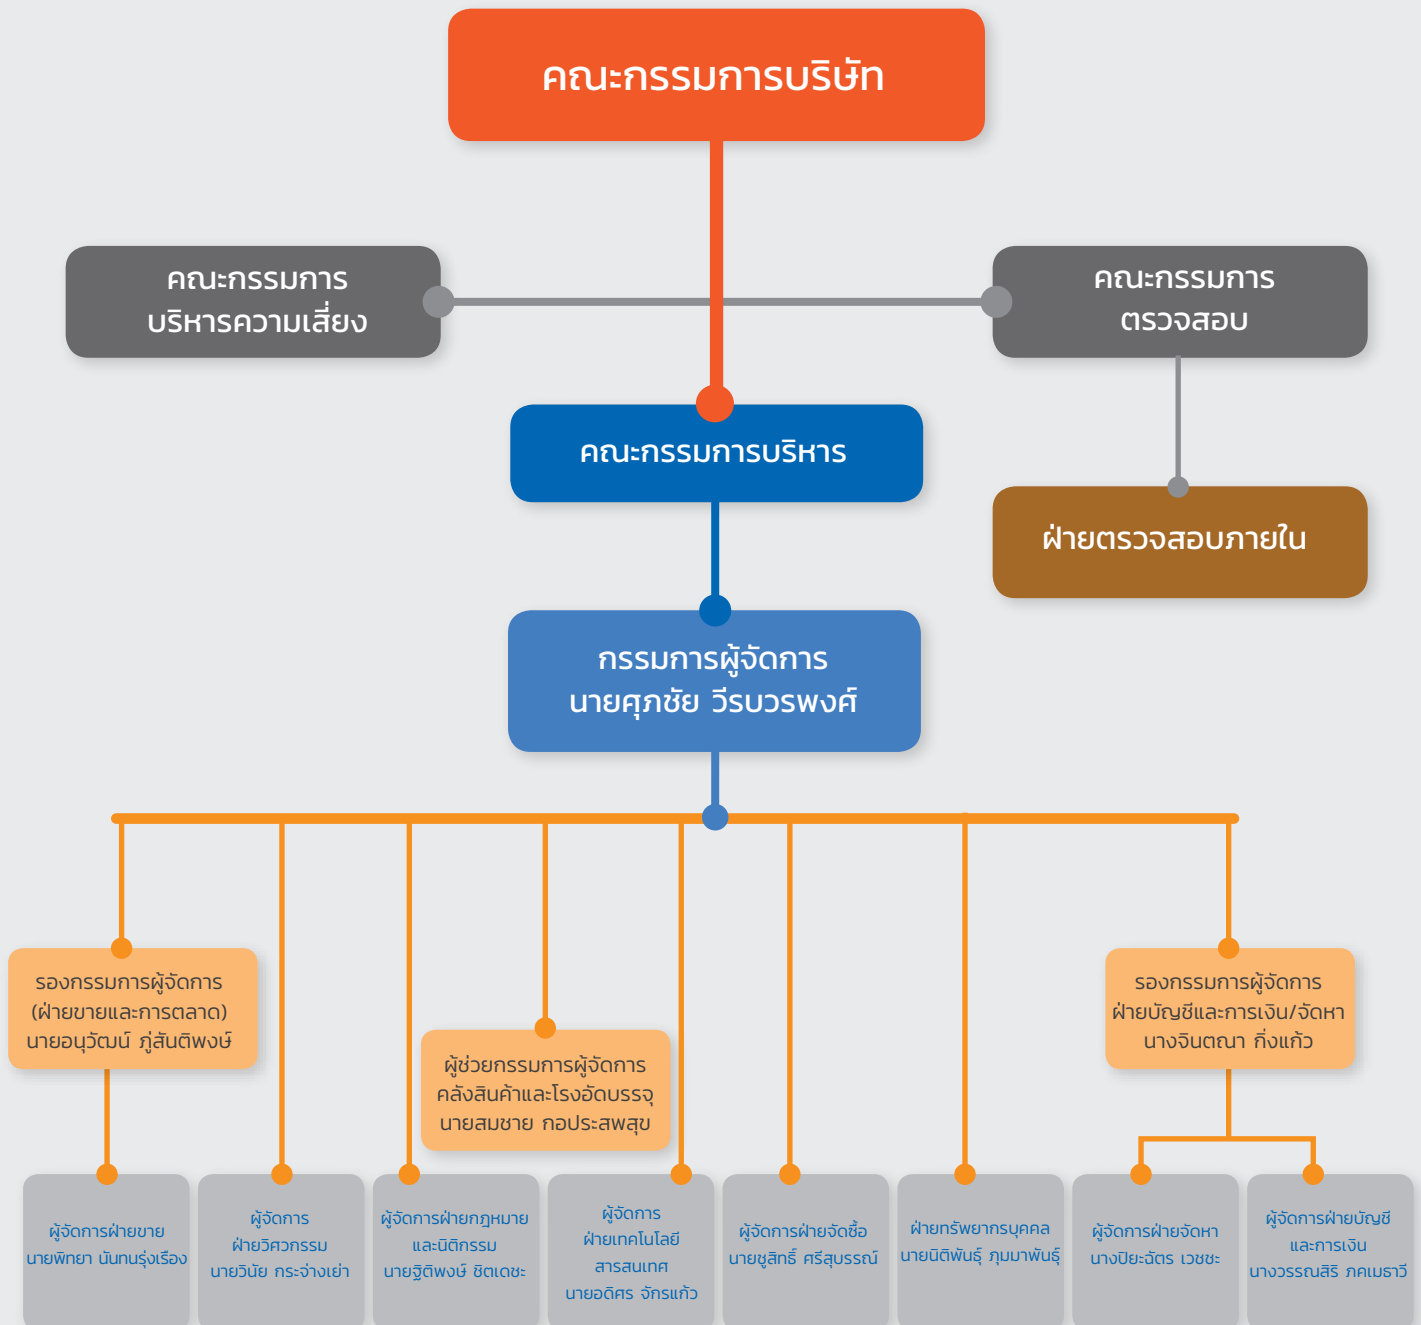 คณะกรรมการบริษัท
คณะกรรมการ
บริหารความเสี่ยง
คณะกรรมการ
ตรวจสอบ
คณะกรรมการบริหาร
ฝ่ายตรวจสอบภายใน
กรรมการผู้จัดการ
นายศุภชัย วีรบวรพงศ์
รองกรรมการผู้จัดการ
(ฝ่ายขายและการตลาด)
นายอนุวัฒน์ ภู่สันติพงษ์
ผู้ช่วยกรรมการผู้จัดการ
คลังสินค้าและโรงอัดบรรจุ
นายสมชาย กอประสพสุข
รองกรรมการผู้จัดการ
ฝ่ายบัญชีและการเงิน/จัดหา
นางจินตณา กิ่งแก้ว
ผู้จัดการฝ่ายขาย
นายพิทยา นันทนรุ่งเรือง
ผู้จัดการ
ฝ่ายวิศวกรรม
นายวินัย กระจ่างเย่า
ผู้จัดการฝ่ายกฎหมาย
และนิติกรรม
นายฐิติพงษ์ ชิตเดชะ
ผู้จัดการ
ฝ่ายเทคโนโลยี
สารสนเทศ
นายอดิศร จักรแก้ว
ผู้จัดการฝ่ายจัดซื้อ
นายชูสิทธิ์ ศรีสุบรรณ์
ฝ่ายทรัพยากรบุคคล
นายนิติพันธุ์ ภุมมาพันธุ์
ผู้จัดการฝ่ายจัดหา
นางปิยะฉัตร เวชชะ
ผู้จัดการฝ่ายบัญชี
และการเงิน
นางวรรณสิริ ภคเมธาวี